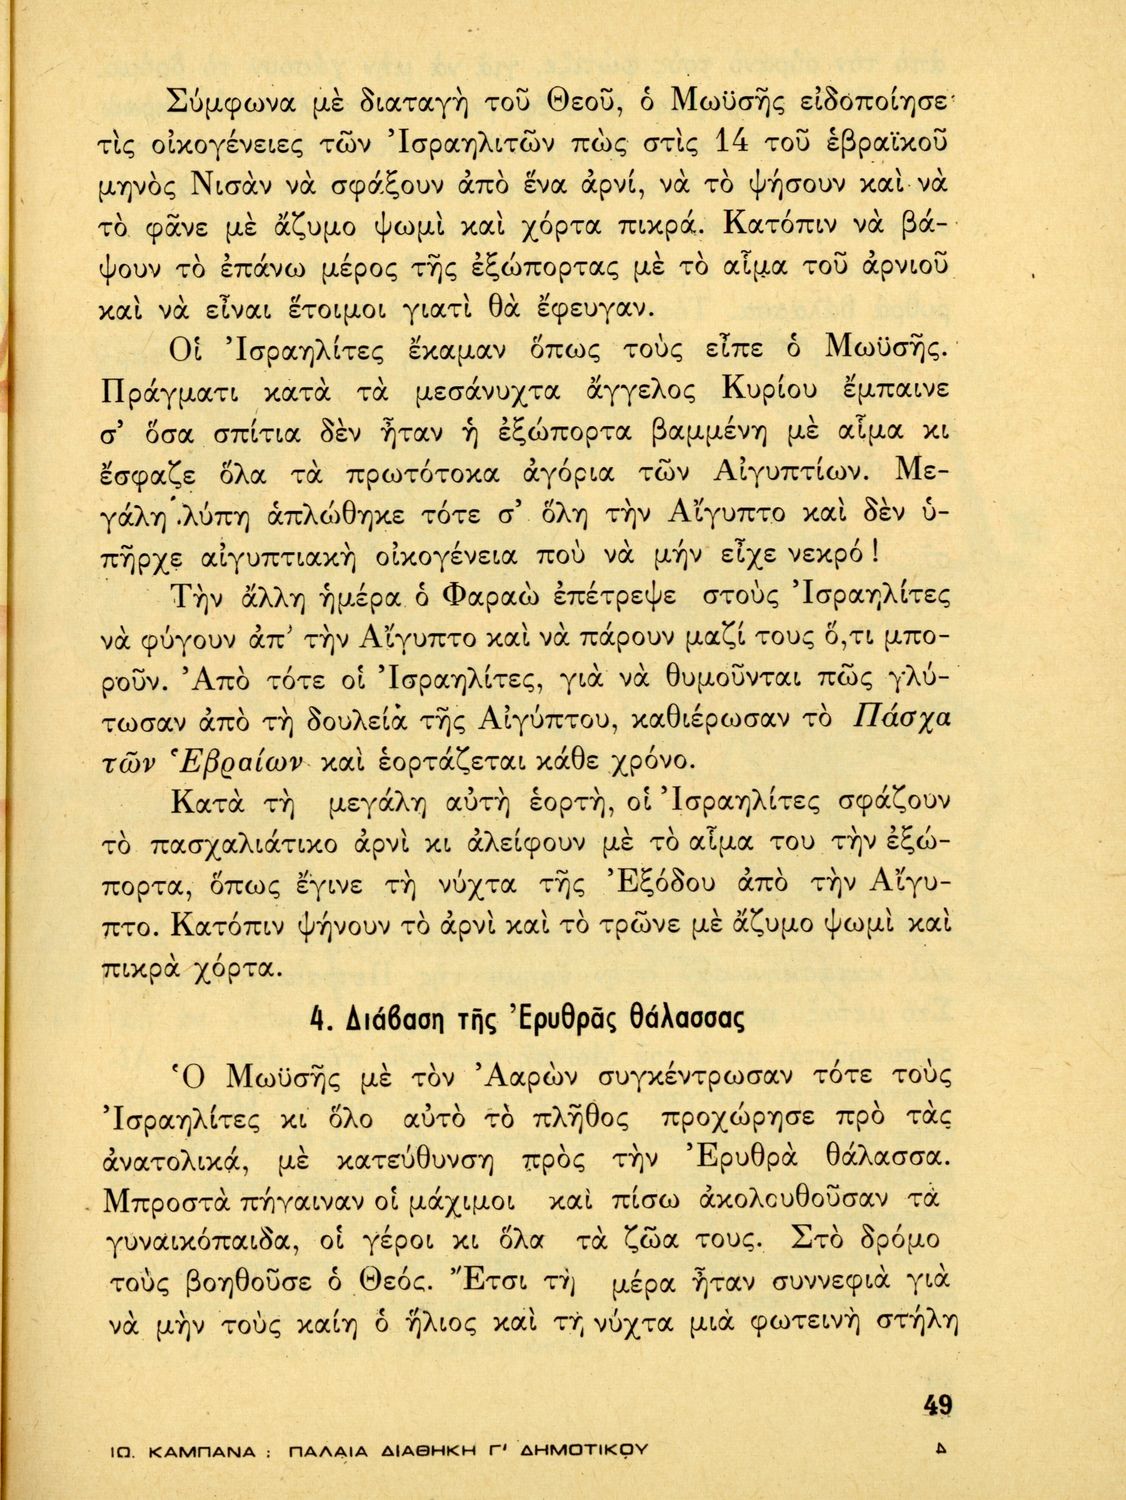 Σύμφωνα μὲ διαταγὴ τοῦ Θεοῦ, ὁ Μωϋσῆς εἰδοποίησε
τὶς οἰκογένειες τῶν Ἰσραηλιτῶν πὼς στὶς 14 τοῦ ἑβραϊκοῦ
μηνὸς Νισὰν νὰ σφάξουν ἀπὸ ἕνα ἀρνί, νὰ τὸ ψήσουν καὶ νὰ
τὸ φᾶνε μὲ ἄζυμο ψωμὶ καὶ χόρτα πικρά. Κατόπιν νὰ βά-
ψουν τὸ ἐπάνω μέρος τῆς ἐξώπορτας μὲ τὸ αἷμα τοῦ ἀρνιοῦ
καὶ νὰ εἶναι ἕτοιμοι γιατὶ θὰ ἔφευγαν.
Οἱ Ἰσραηλίτες ἔκαμαν ὅπως τοὺς εἶπε ὁ Μωϋσῆς.
Πράγματι κατὰ τὰ μεσάνυχτα ἄγγελος Κυρίου ἔμπαινε
σ' ὅσα σπίτια δὲν ἦταν ἡ ἐξώπορτα βαμμένη μὲ αἷμα κι
ἔσφαζε ὅλα τὰ πρωτότοκα ἀγόρια τῶν Αἰγυπτίων. Με-
γάλη λύπη ἁπλώθηκε τότε σ' ὅλη τὴν Αἴγυπτο καὶ δὲν ὑ-
πῆρχε αἰγυπτιακὴ οἰκογένεια ποὺ νὰ μήν εἶχε νεκρό !
Τὴν ἄλλη ἡμέρα ὁ Φαραὼ ἐπέτρεψε στοὺς Ἰσραηλίτες
νὰ φύγουν ἀπ' τὴν Αἴγυπτο καὶ νὰ πάρουν μαζί τους ὅ,τι μπο-
ροῦν. Ἀπὸ τότε οἱ Ἰσραηλίτες, γιὰ νὰ θυμοῦνται πῶς γλύ-
τωσαν ἀπὸ τὴ δουλειὰ τῆς Αἰγύπτου, καθιέρωσαν τὸ Πάσχα
τῶν Ἑβραίων καὶ ἑορτάζεται κάθε χρόνο.
Κατὰ τὴ μεγάλη αὐτὴ ἑορτὴ, οἱ Ἰσραηλίτες σφάζουν
τὸ πασχαλιάτικο ἀρνὶ κι ἀλείφουν μὲ τὸ αἷμα του τὴν ἐξώ-
πορτα, ὅπως ἔγινε τὴ νύχτα τῆς Ἐξόδου ἀπὸ τὴν Αἴγυ-
πτο. Κατόπιν ψήνουν τὸ ἀρνὶ καὶ τὸ τρῶνε μὲ ἄζυμο ψωμὶ καὶ
πικρὰ χόρτα.
4. Διάβαση τῆς Ἐρυθρᾶς θάλασσας
Ὁ Μωϋσῆς μὲ τὸν Ἀαρὼν συγκέντρωσαν τότε τοὺς
Ἰσραηλίτες κι ὅλο αὐτὸ τὸ πλῆθος προχώρησε πρὸ τὰς
ἀνατολικά, μὲ κατεύθυνση πρὸς τὴν Ἐρυθρὰ θάλασσα.
Μπροστὰ πήγαιναν οἱ μάχιμοι καὶ πίσω ἀκολουθοῦσαν τὰ
γυναικόπαιδα, οἱ γέροι κι ὅλα τὰ ζῶα τους. Στὸ δρόμο
τοὺς βοηθοῦσε ὁ Θεός. Ἔτσι τὴ μέρα ἦταν συννεφιὰ γιὰ
νὰ μὴν τοὺς καίη ὁ ἥλιος καὶ τὴ νύχτα μιὰ φωτεινὴ στήλη
49
ΙΩ. ΚΑΜΠΑΝΑ : ΠΑΛΑΙΑ ΔΙΑΘΗΚΗ Γ' ΔΗΜΟΤΙΚΟΥ Δ